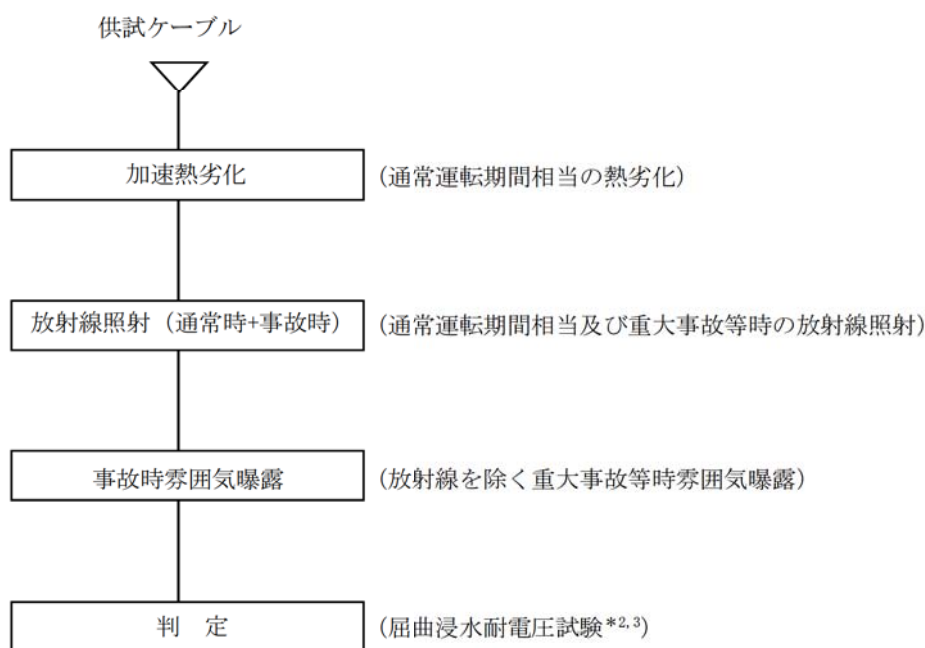 供試ケーブル
加速熱劣化 (通常運転期間相当の熱劣化)
放射線照射（通常時+事故時） (通常運転期間相当及び重大事故等時の放射線照射)
事故時雰囲気曝露 (放射線を除く重大事故等時雰囲気曝露)
判　定 (屈曲浸水耐電圧試験*2,3)